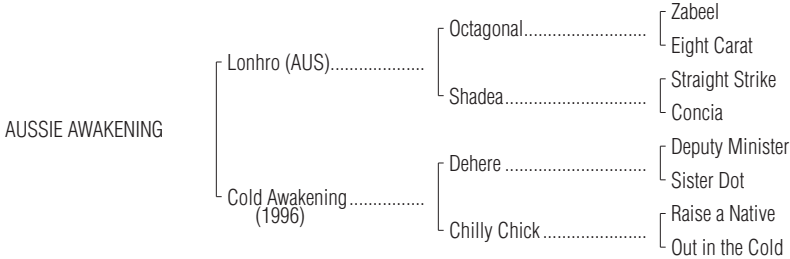 Zabeel
Octagonal..........................
Eight Carat
Lonhro (AUS)....................
Straight Strike
Shadea...............................
Concia
AUSSIE AWAKENING
Deputy Minister
Dehere ..............................
Sister Dot
Cold Awakening................
(1996)
Raise a Native
Chilly Chick......................
Out in the Cold